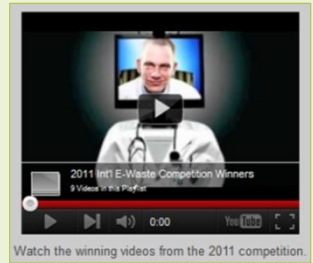 2011 Int'l E-Waste Competition Winners
9 Videos in this Playlist
0:00
YouTube
Watch the winning videos from the 2011 competition.